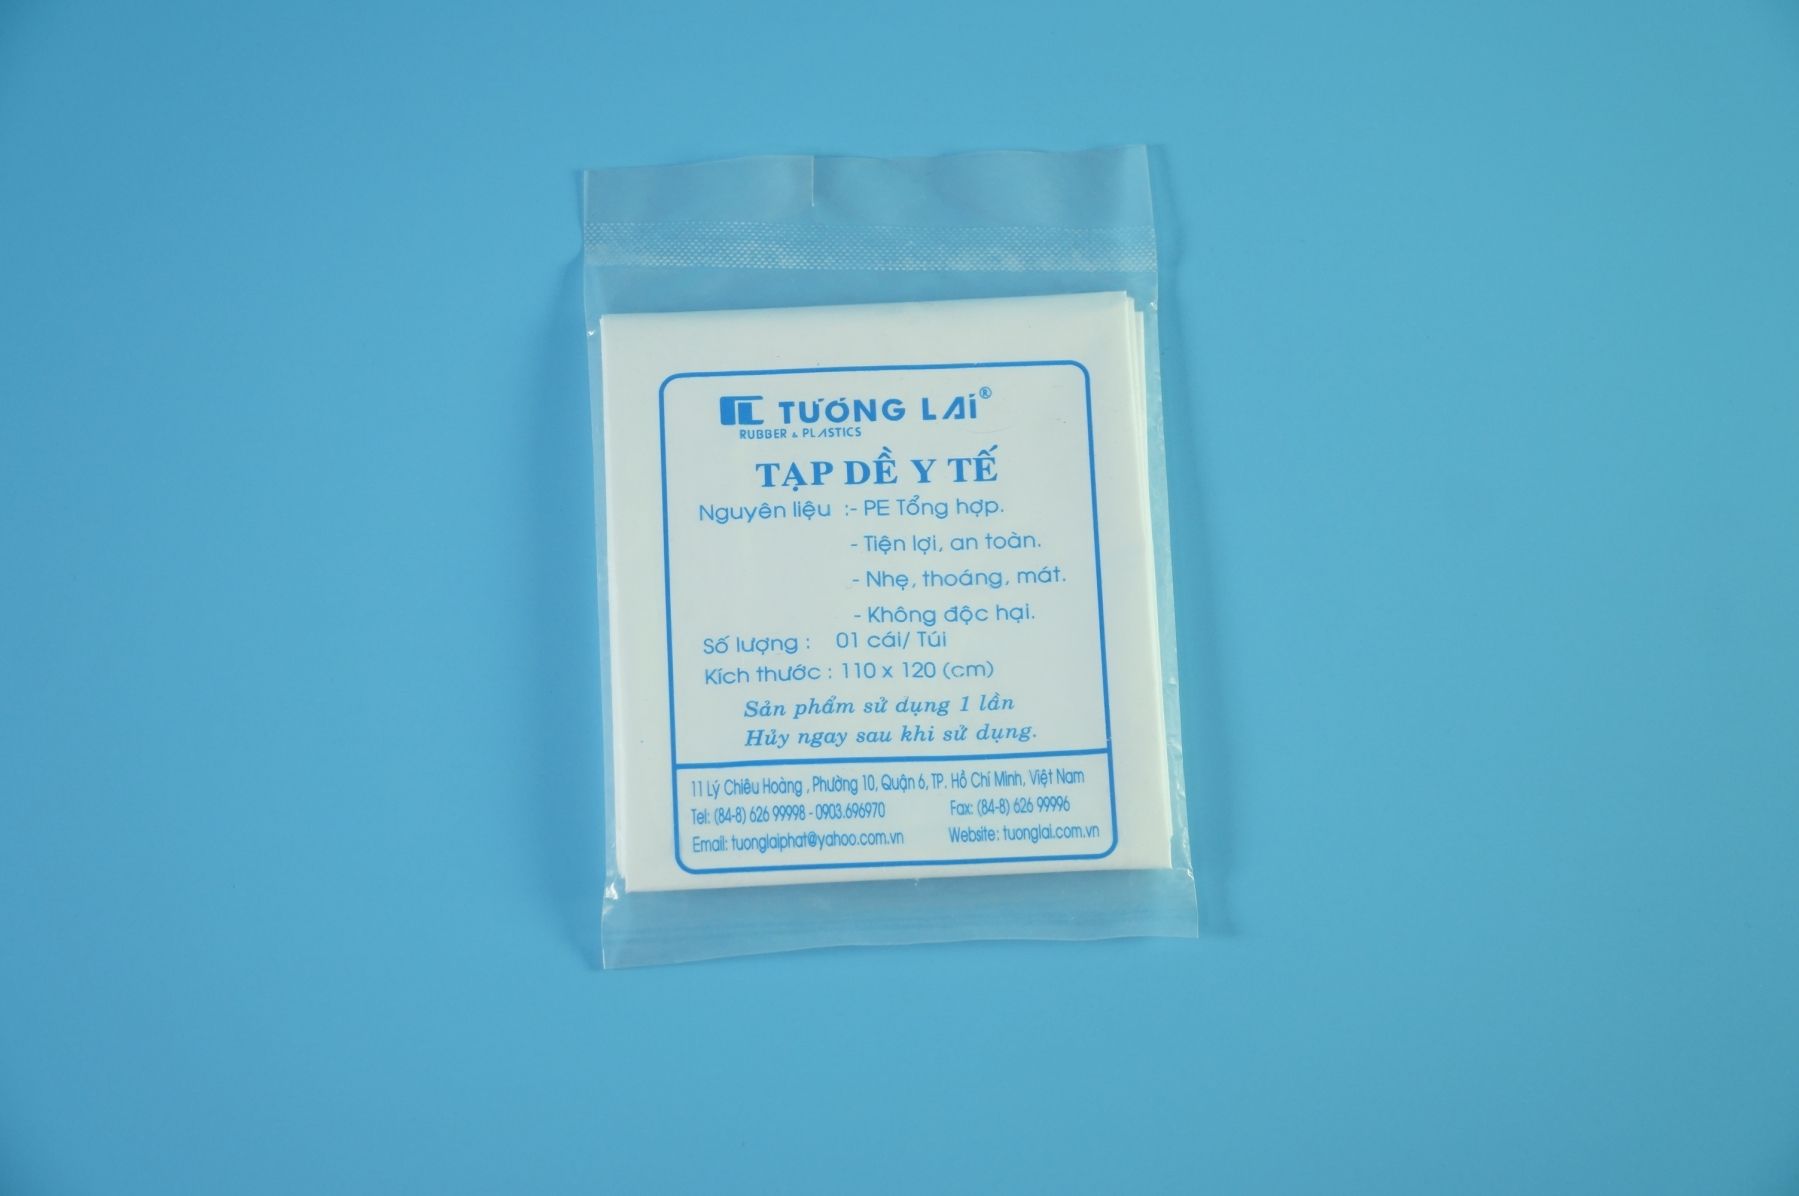 TL TƯƠNG LAI®
RUBBER & PLASTICS
TẠP DỀ Y TẾ
Nguyên liệu :- PE Tổng hợp.
- Tiện lợi, an toàn.
- Nhẹ, thoáng, mát.
- Không độc hại.
Số lượng : 01 cái/ Túi
Kích thước : 110 x 120 (cm)
Sản phẩm sử dụng 1 lần
Hủy ngay sau khi sử dụng.
11 Lý Chiêu Hoàng , Phường 10, Quận 6, TP. Hồ Chí Minh, Việt Nam
Tel: (84-8) 626 99998 - 0903.696970 Fax: (84-8) 626 99996
Email: tuonglaiphat@yahoo.com.vn Website: tuonglai.com.vn